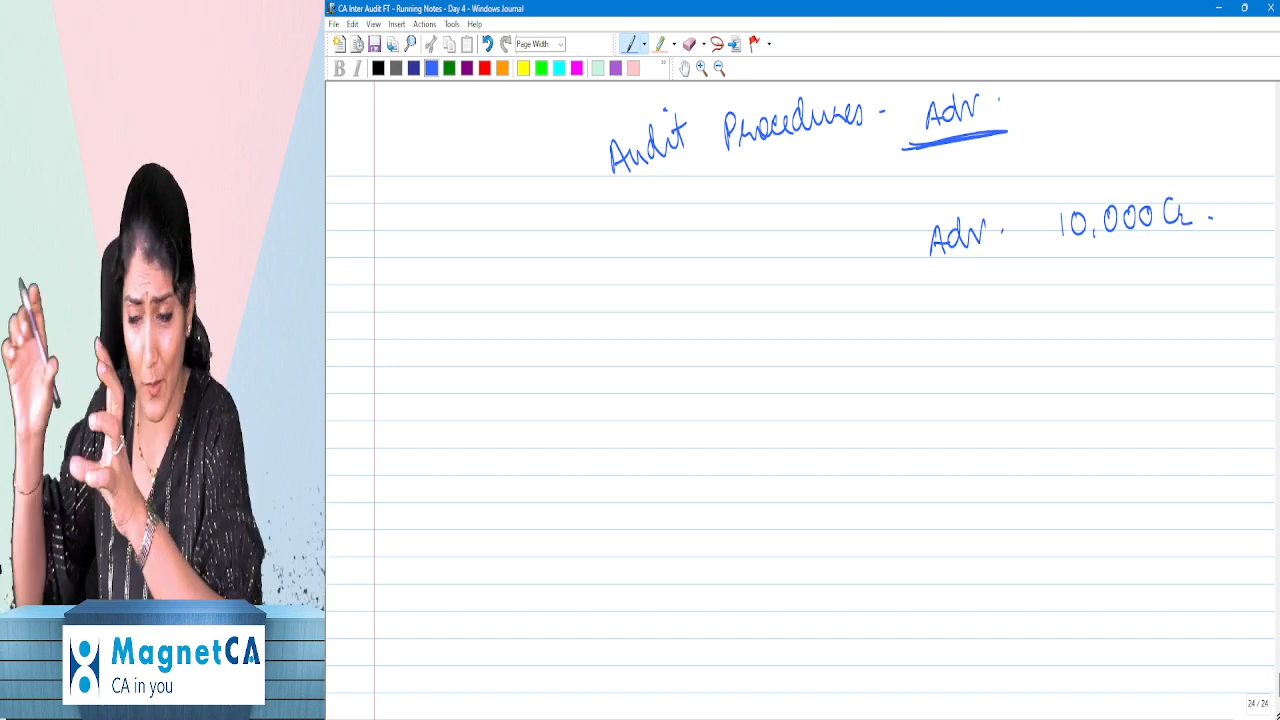 CA Inter Audit FT - Running Notes - Day 4 - Windows Journal
File Edit View Insert Actions Tools Help
Page Width
B I
Audit Procedures - Adv.
Adv. 10,000 Cr.
MagnetCA
CA in you
24 / 24